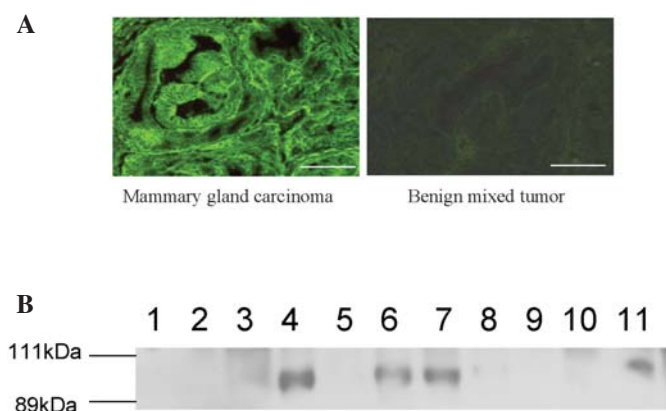 A
Mammary gland carcinoma Benign mixed tumor
B
1 2 3 4 5 6 7 8 9 10 11
111kDa
89kDa